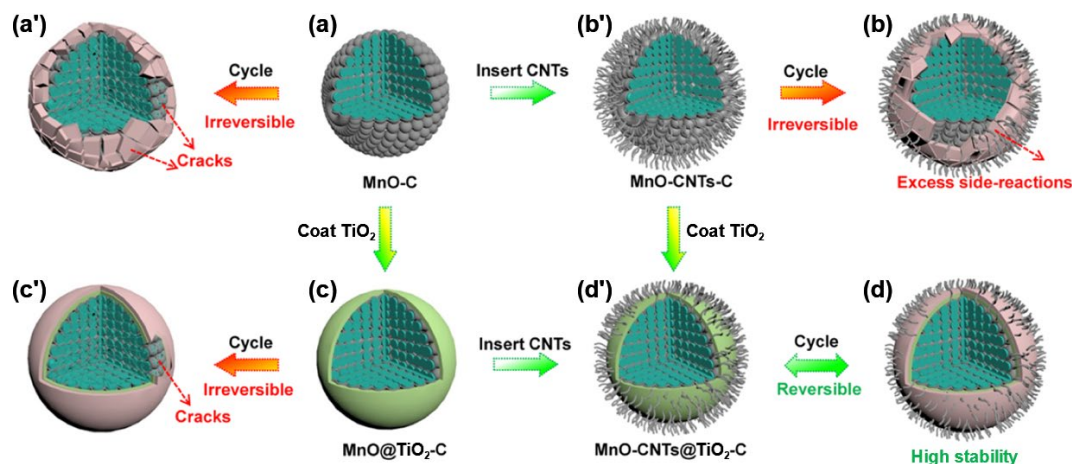 (a')
(a)
(b')
(b)
Cycle
Insert CNTs
Cycle
Irreversible
Irreversible
Cracks
MnO-C
MnO-CNTs-C
Excess side-reactions
Coat TiO₂
Coat TiO₂
(c')
(c)
(d')
(d)
Cycle
Insert CNTs
Cycle
Irreversible
Reversible
Cracks
MnO@TiO₂-C
MnO-CNTs@TiO₂-C
High stability